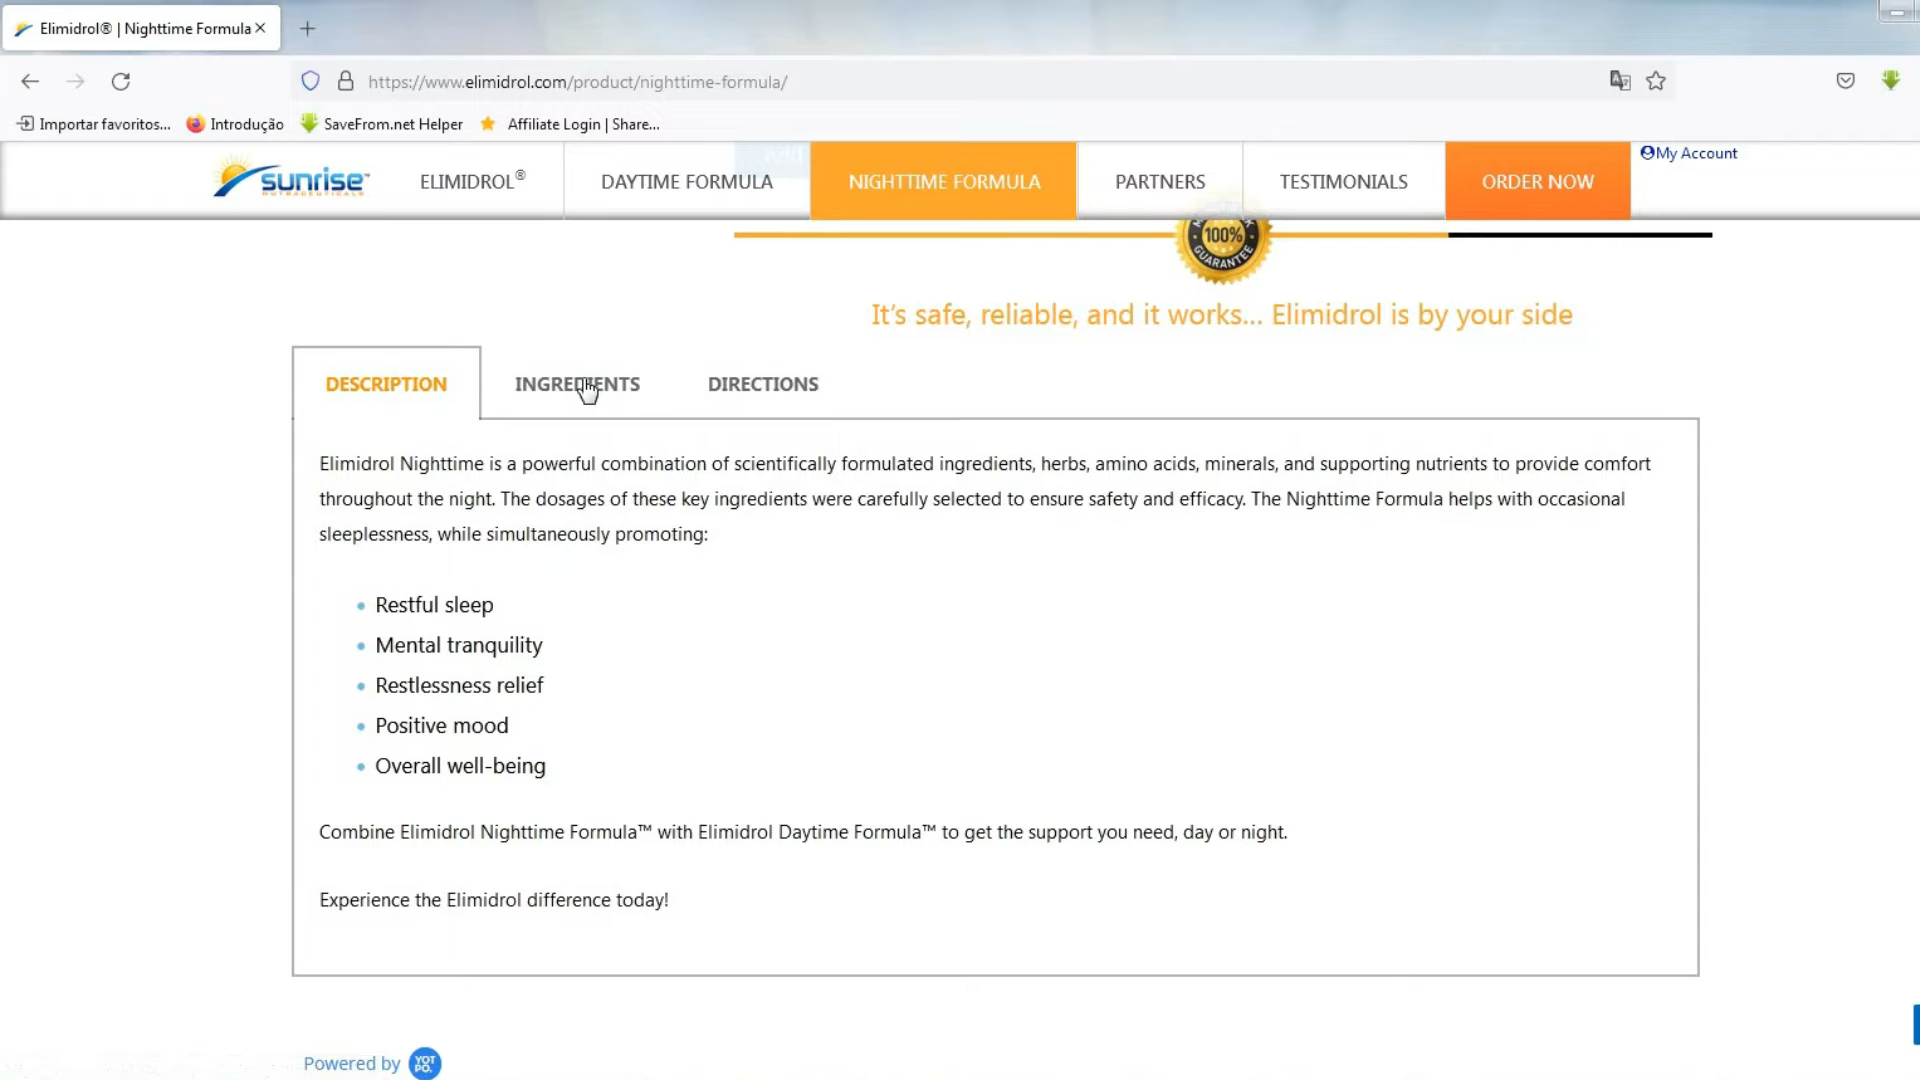 Elimidrol® | Nighttime Formula
https://www.elimidrol.com/product/nighttime-formula/
Importar favoritos...
Introdução
SaveFrom.net Helper
Affiliate Login | Share...
sunrise™
NUTRACEUTICALS
ELIMIDROL®
DAYTIME FORMULA
NIGHTTIME FORMULA
PARTNERS
TESTIMONIALS
ORDER NOW
My Account
100%
GUARANTEE
It's safe, reliable, and it works... Elimidrol is by your side
DESCRIPTION
INGREDIENTS
DIRECTIONS
Elimidrol Nighttime is a powerful combination of scientifically formulated ingredients, herbs, amino acids, minerals, and supporting nutrients to provide comfort
throughout the night. The dosages of these key ingredients were carefully selected to ensure safety and efficacy. The Nighttime Formula helps with occasional
sleeplessness, while simultaneously promoting:
Restful sleep
Mental tranquility
Restlessness relief
Positive mood
Overall well-being
Combine Elimidrol Nighttime Formula™ with Elimidrol Daytime Formula™ to get the support you need, day or night.
Experience the Elimidrol difference today!
Powered by
YOT
PO.